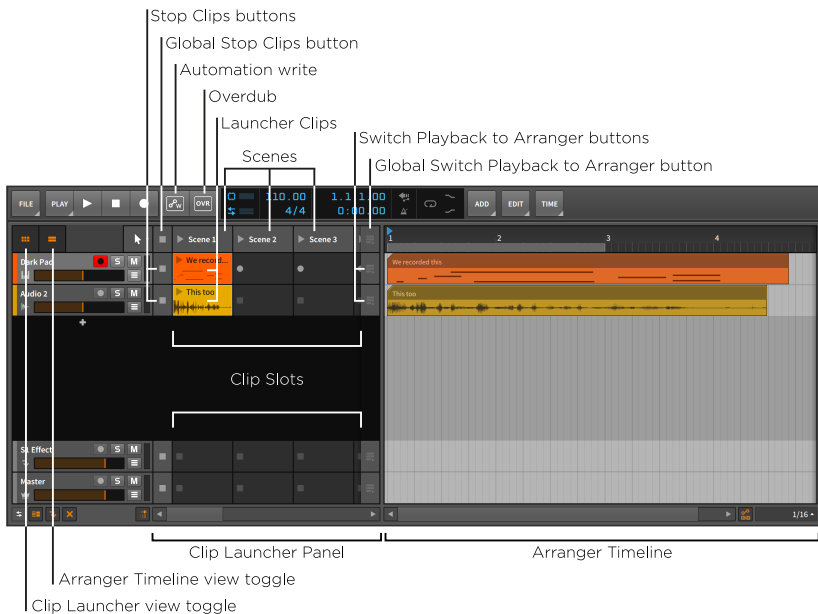 Stop Clips buttons
Global Stop Clips button
Automation write
Overdub
Launcher Clips
Switch Playback to Arranger buttons
Scenes
Global Switch Playback to Arranger button
FILE PLAY W OVR 110.00 4/4 1.1.1.00 0:00.00 ADD EDIT TIME
Scene 1 Scene 2 Scene 3 1 2 3 4
Dark Pad S M We recorded... We recorded this
Audio 2 S M This too This too
Clip Slots
S1 Effect S M
Master S M
1/16
Clip Launcher Panel Arranger Timeline
Arranger Timeline view toggle
Clip Launcher view toggle